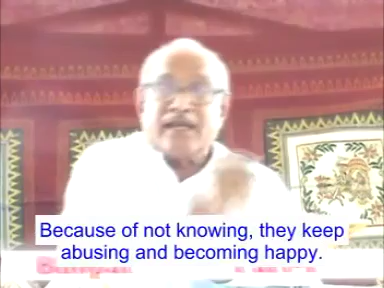 Because of not knowing, they keep
abusing and becoming happy.